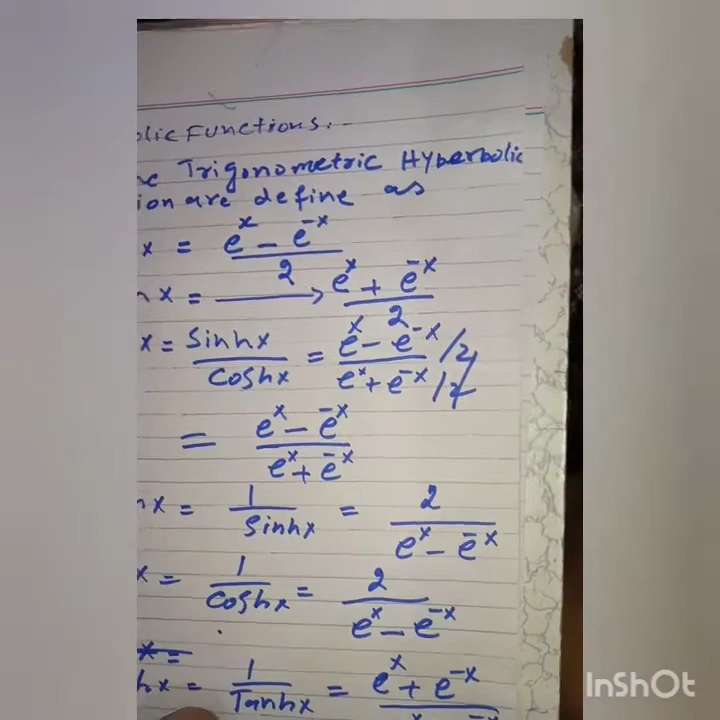 olic Functions:-
Trigonometric Hyperbolic
ion are define as
x = e^x - e^-x / 2
h x = ⟶ e^x + e^-x / 2
x = Sinhx / Coshx = e^x - e^-x /2 / e^x + e^-x /2
= e^x - e^-x / e^x + e^-x
x = 1 / Sinhx = 2 / e^x - e^-x
x = 1 / Coshx = 2 / e^x - e^-x
x =
hx = 1 / Tanhx = e^x + e^-x
InShOt